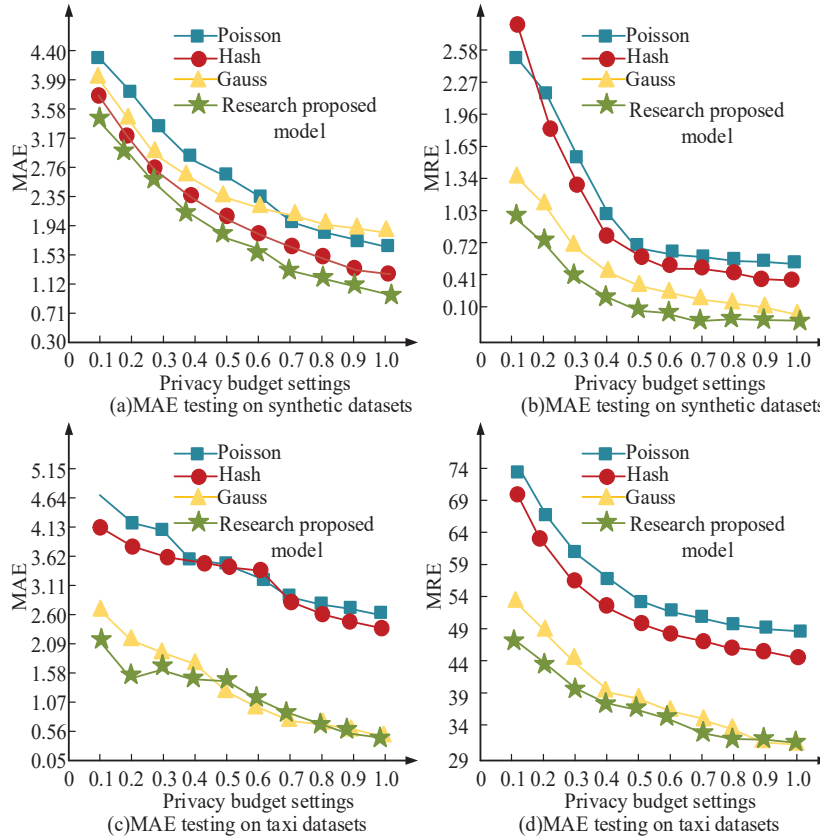 MAE
4.40
3.99
3.58
3.17
2.76
2.35
1.94
1.53
1.12
0.71
0.30
0
0.1 0.2 0.3 0.4 0.5 0.6 0.7 0.8 0.9 1.0
Poisson
Hash
Gauss
Research proposed
model
Privacy budget settings
(a)MAE testing on synthetic datasets
MRE
2.58
2.27
1.96
1.65
1.34
1.03
0.72
0.41
0.10
0
0.1 0.2 0.3 0.4 0.5 0.6 0.7 0.8 0.9 1.0
Poisson
Hash
Gauss
Research proposed
model
Privacy budget settings
(b)MAE testing on synthetic datasets
MAE
5.15
4.64
4.13
3.62
3.11
2.60
2.09
1.58
1.07
0.56
0.05
0
0.1 0.2 0.3 0.4 0.5 0.6 0.7 0.8 0.9 1.0
Poisson
Hash
Gauss
Research proposed
model
Privacy budget settings
(c)MAE testing on taxi datasets
MRE
74
69
64
59
54
49
44
39
34
29
0
0.1 0.2 0.3 0.4 0.5 0.6 0.7 0.8 0.9 1.0
Poisson
Hash
Gauss
Research proposed
model
Privacy budget settings
(d)MAE testing on taxi datasets